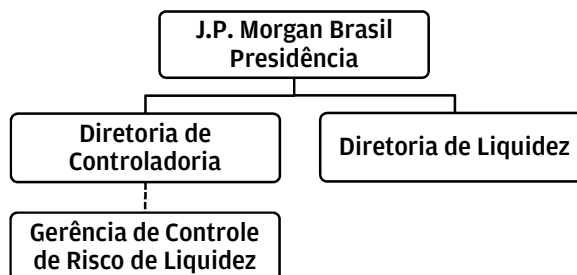 J.P. Morgan Brasil
Presidência
Diretoria de
Controladoria
Diretoria de Liquidez
Gerência de Controle
de Risco de Liquidez